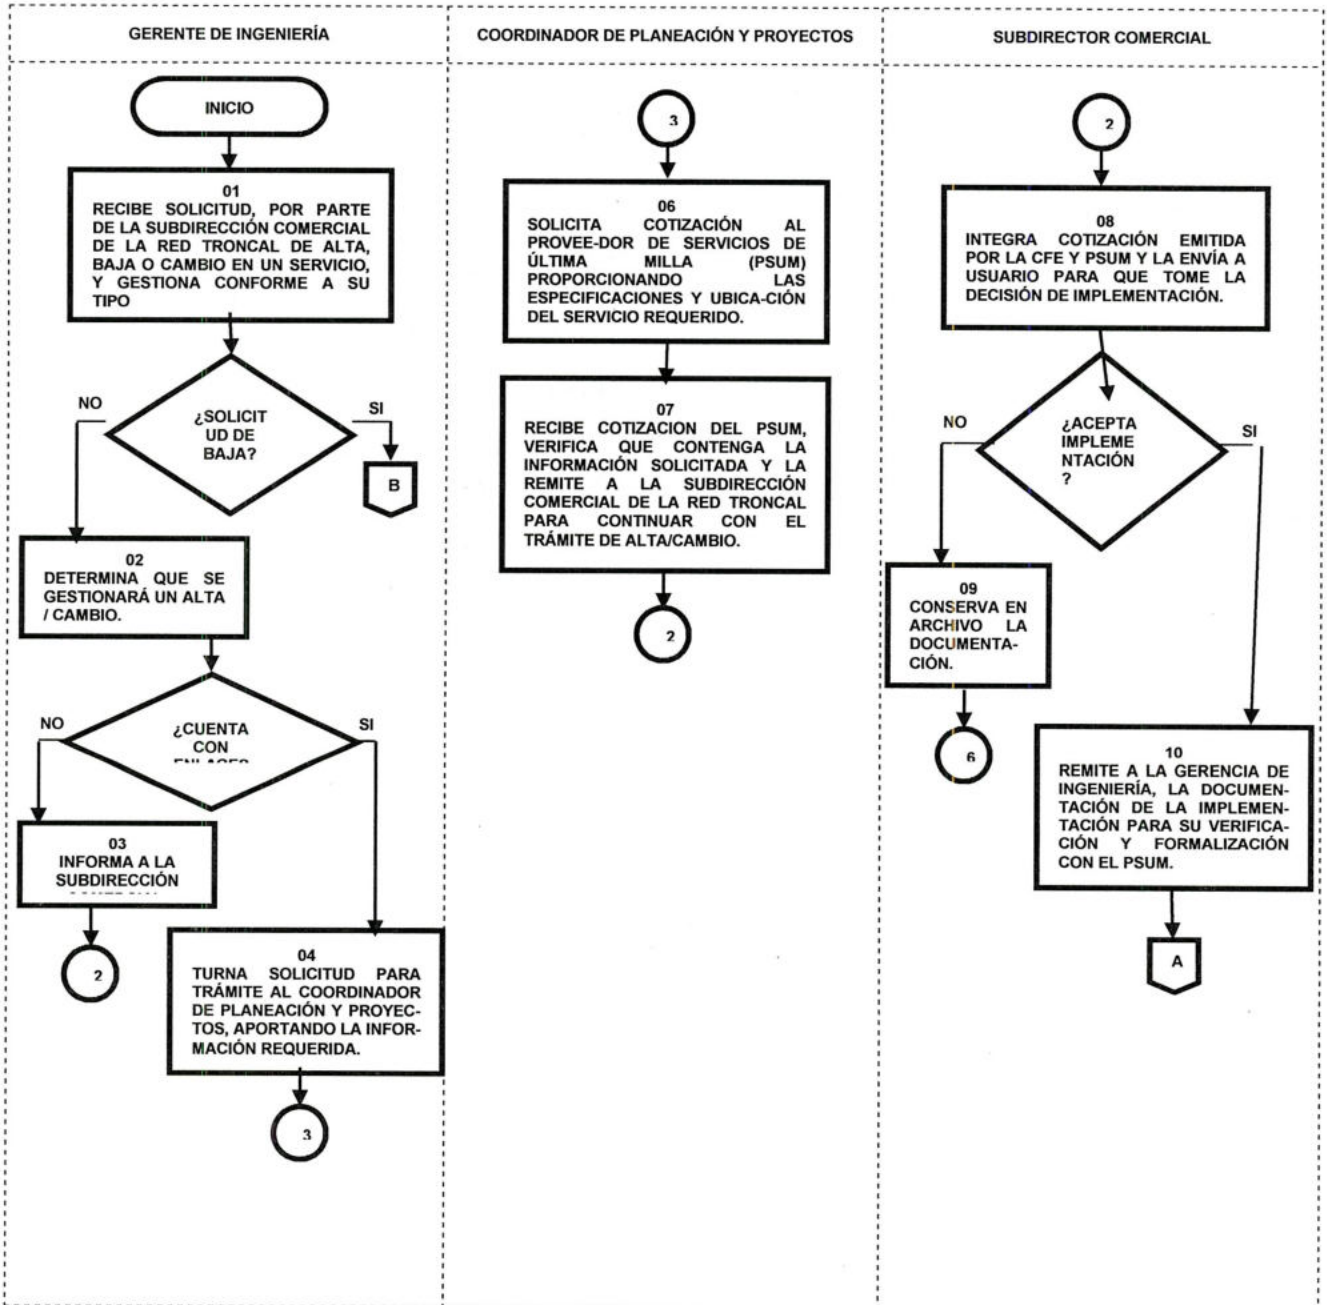 GERENTE DE INGENIERÍA
INICIO
01
RECIBE SOLICITUD, POR PARTE
DE LA SUBDIRECCIÓN COMERCIAL
DE LA RED TRONCAL DE ALTA,
BAJA O CAMBIO EN UN SERVICIO,
Y GESTIONA CONFORME A SU
TIPO
¿SOLICIT
UD DE
BAJA?
NO
SI
B
02
DETERMINA QUE SE
GESTIONARÁ UN ALTA
/ CAMBIO.
¿CUENTA
CON
NO
SI
03
INFORMA A LA
SUBDIRECCIÓN
2
04
TURNA SOLICITUD PARA
TRÁMITE AL COORDINADOR
DE PLANEACIÓN Y PROYEC-
TOS, APORTANDO LA INFOR-
MACIÓN REQUERIDA.
3
COORDINADOR DE PLANEACIÓN Y PROYECTOS
3
06
SOLICITA COTIZACIÓN AL
PROVEE-DOR DE SERVICIOS DE
ÚLTIMA MILLA (PSUM)
PROPORCIONANDO LAS
ESPECIFICACIONES Y UBICA-CIÓN
DEL SERVICIO REQUERIDO.
07
RECIBE COTIZACION DEL PSUM,
VERIFICA QUE CONTENGA LA
INFORMACIÓN SOLICITADA Y LA
REMITE A LA SUBDIRECCIÓN
COMERCIAL DE LA RED TRONCAL
PARA CONTINUAR CON EL
TRÁMITE DE ALTA/CAMBIO.
2
SUBDIRECTOR COMERCIAL
2
08
INTEGRA COTIZACIÓN EMITIDA
POR LA CFE Y PSUM Y LA ENVÍA A
USUARIO PARA QUE TOME LA
DECISIÓN DE IMPLEMENTACIÓN.
¿ACEPTA
IMPLEME
NTACIÓN
?
NO
SI
09
CONSERVA EN
ARCHIVO LA
DOCUMENTA-
CIÓN.
6
10
REMITE A LA GERENCIA DE
INGENIERÍA, LA DOCUMEN-
TACIÓN DE LA IMPLEMEN-
TACIÓN PARA SU VERIFICA-
CIÓN Y FORMALIZACIÓN
CON EL PSUM.
A